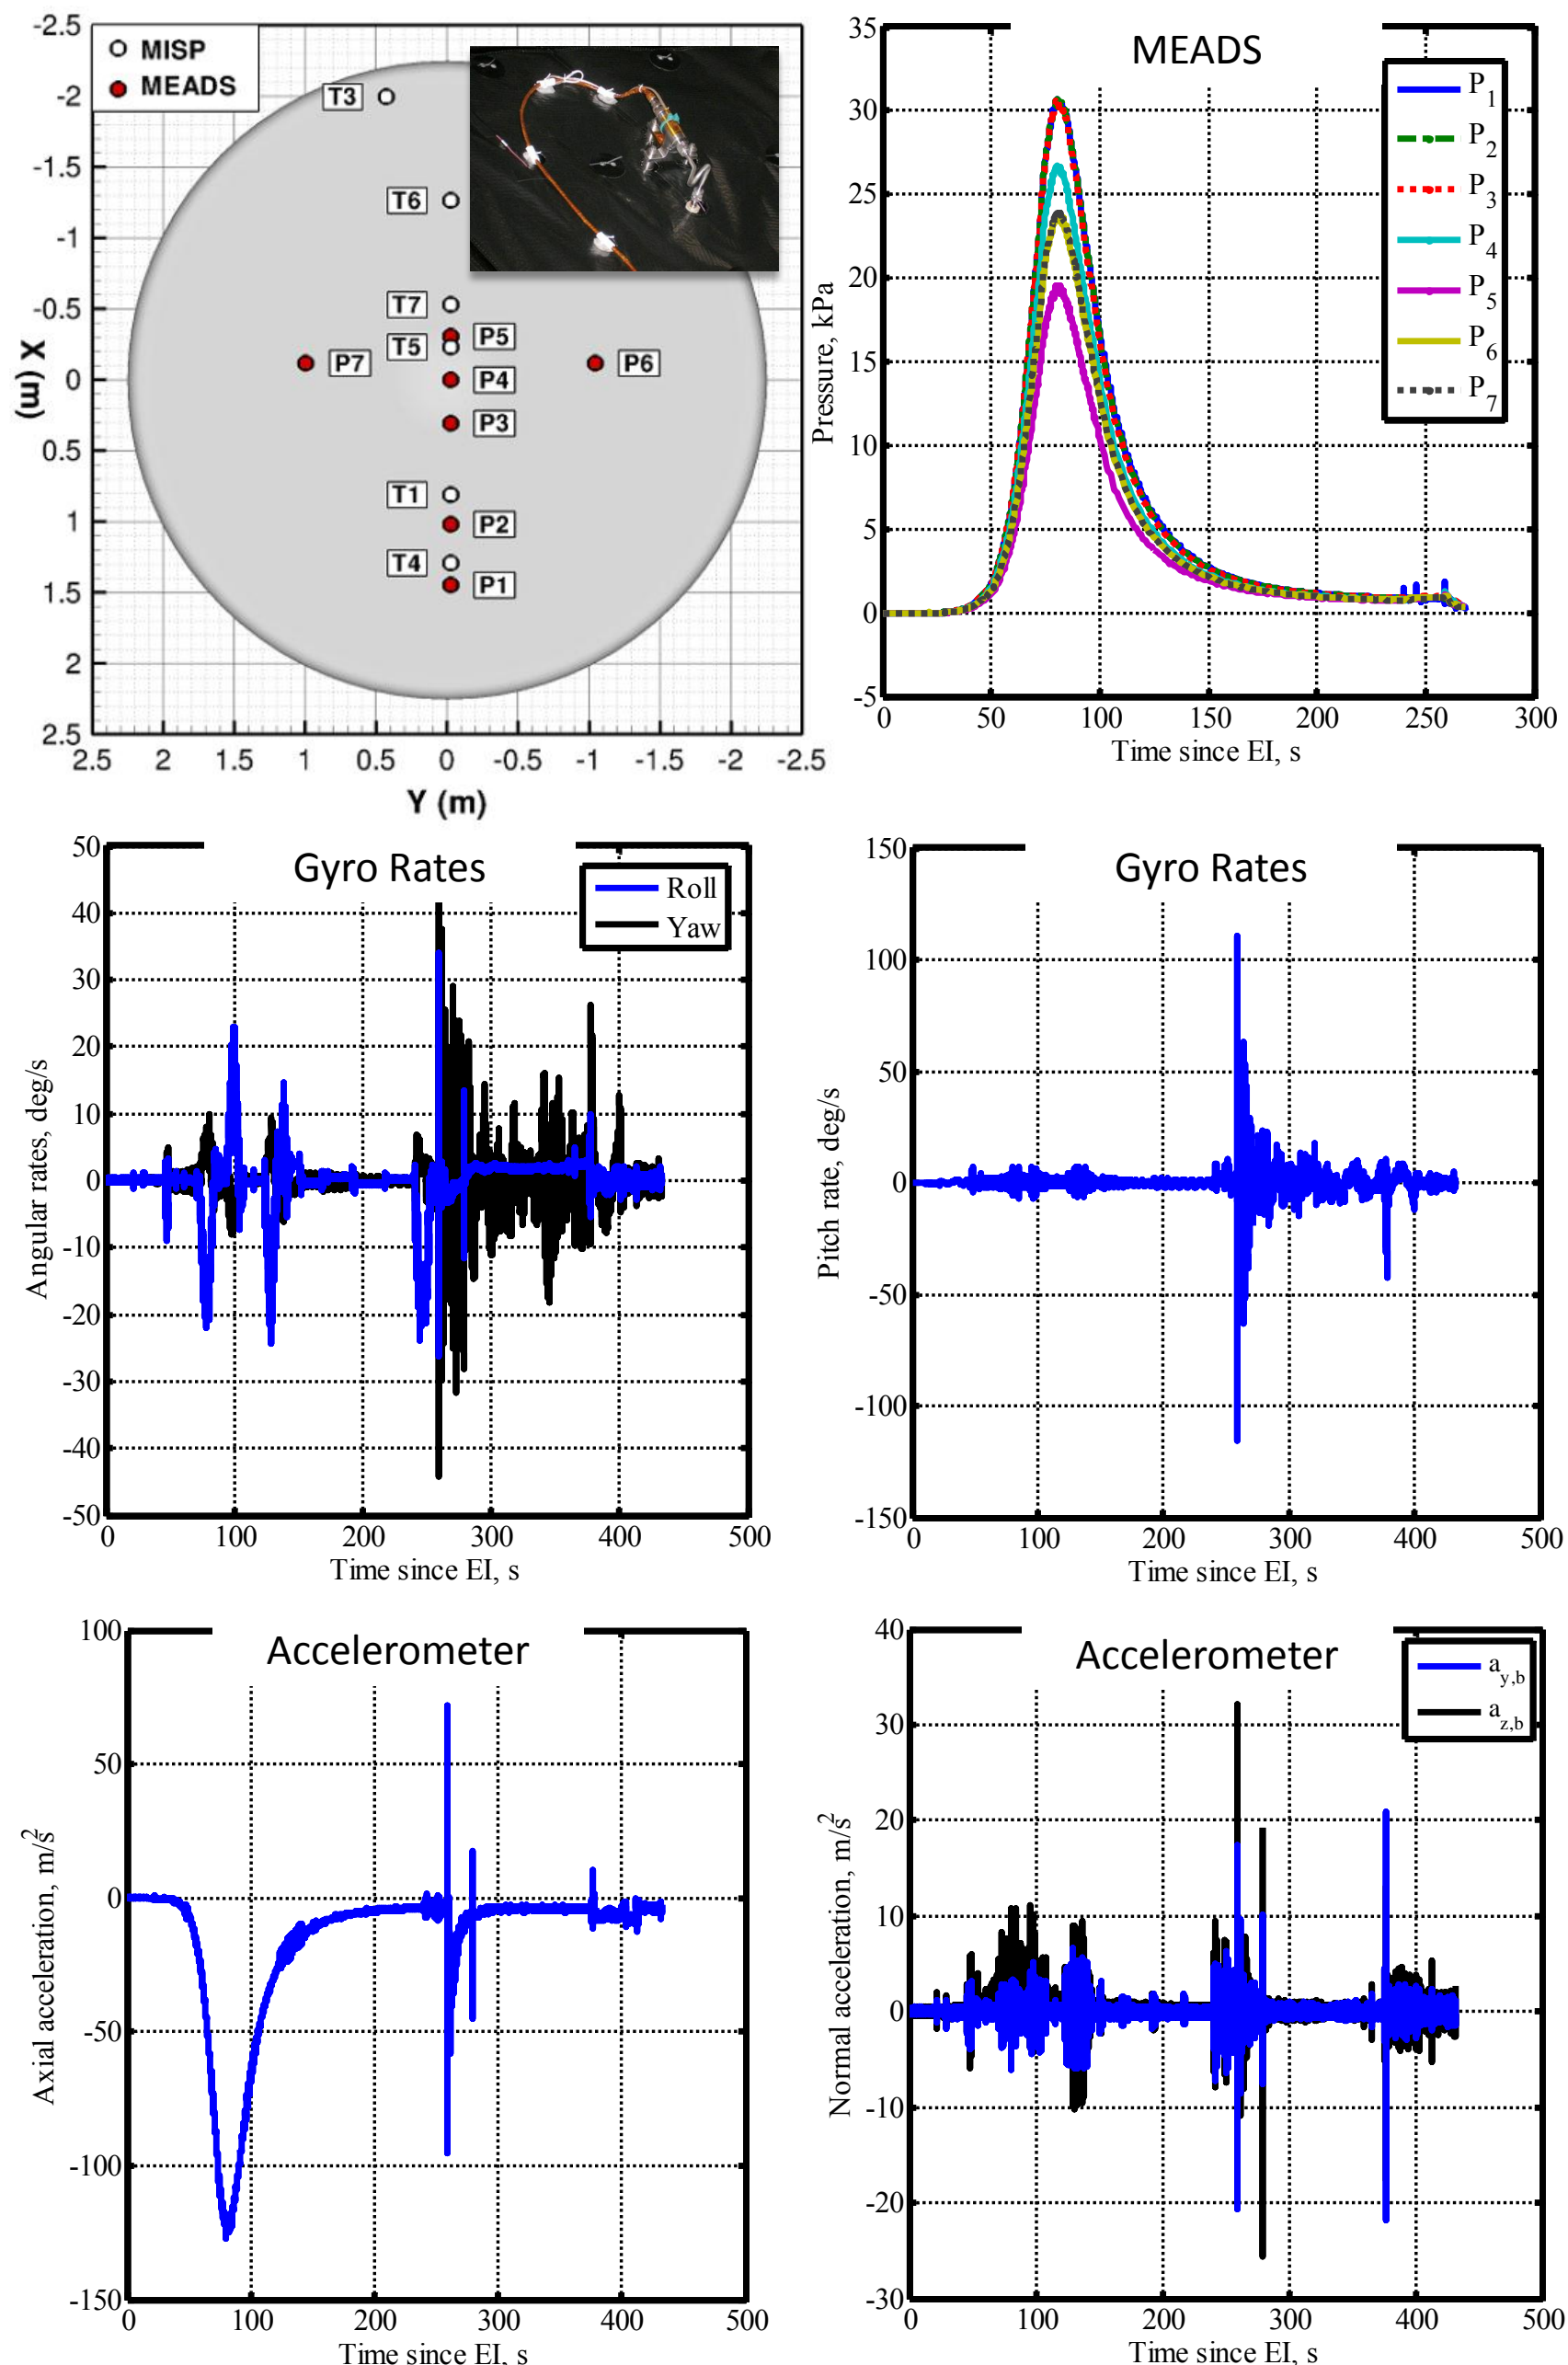 MISP
MEADS
T3
T6
T7
P5
T5
P7
P6
P4
P3
T1
P2
T4
P1
-2.5
-2
-1.5
-1
-0.5
0
0.5
1
1.5
2
2.5
X (m)
2.5 2 1.5 1 0.5 0 -0.5 -1 -1.5 -2 -2.5
Y (m)
MEADS
P1
P2
P3
P4
P5
P6
P7
35
30
25
20
15
10
5
0
-5
Pressure, kPa
0 50 100 150 200 250 300
Time since EI, s
Gyro Rates
Roll
Yaw
50
40
30
20
10
0
-10
-20
-30
-40
-50
Angular rates, deg/s
0 100 200 300 400 500
Time since EI, s
Gyro Rates
150
100
50
0
-50
-100
-150
Pitch rate, deg/s
0 100 200 300 400 500
Time since EI, s
Accelerometer
100
50
0
-50
-100
-150
Axial acceleration, m/s²
0 100 200 300 400 500
Time since EI, s
Accelerometer
a y,b
a z,b
40
30
20
10
0
-10
-20
-30
Normal acceleration, m/s²
0 100 200 300 400 500
Time since EI, s